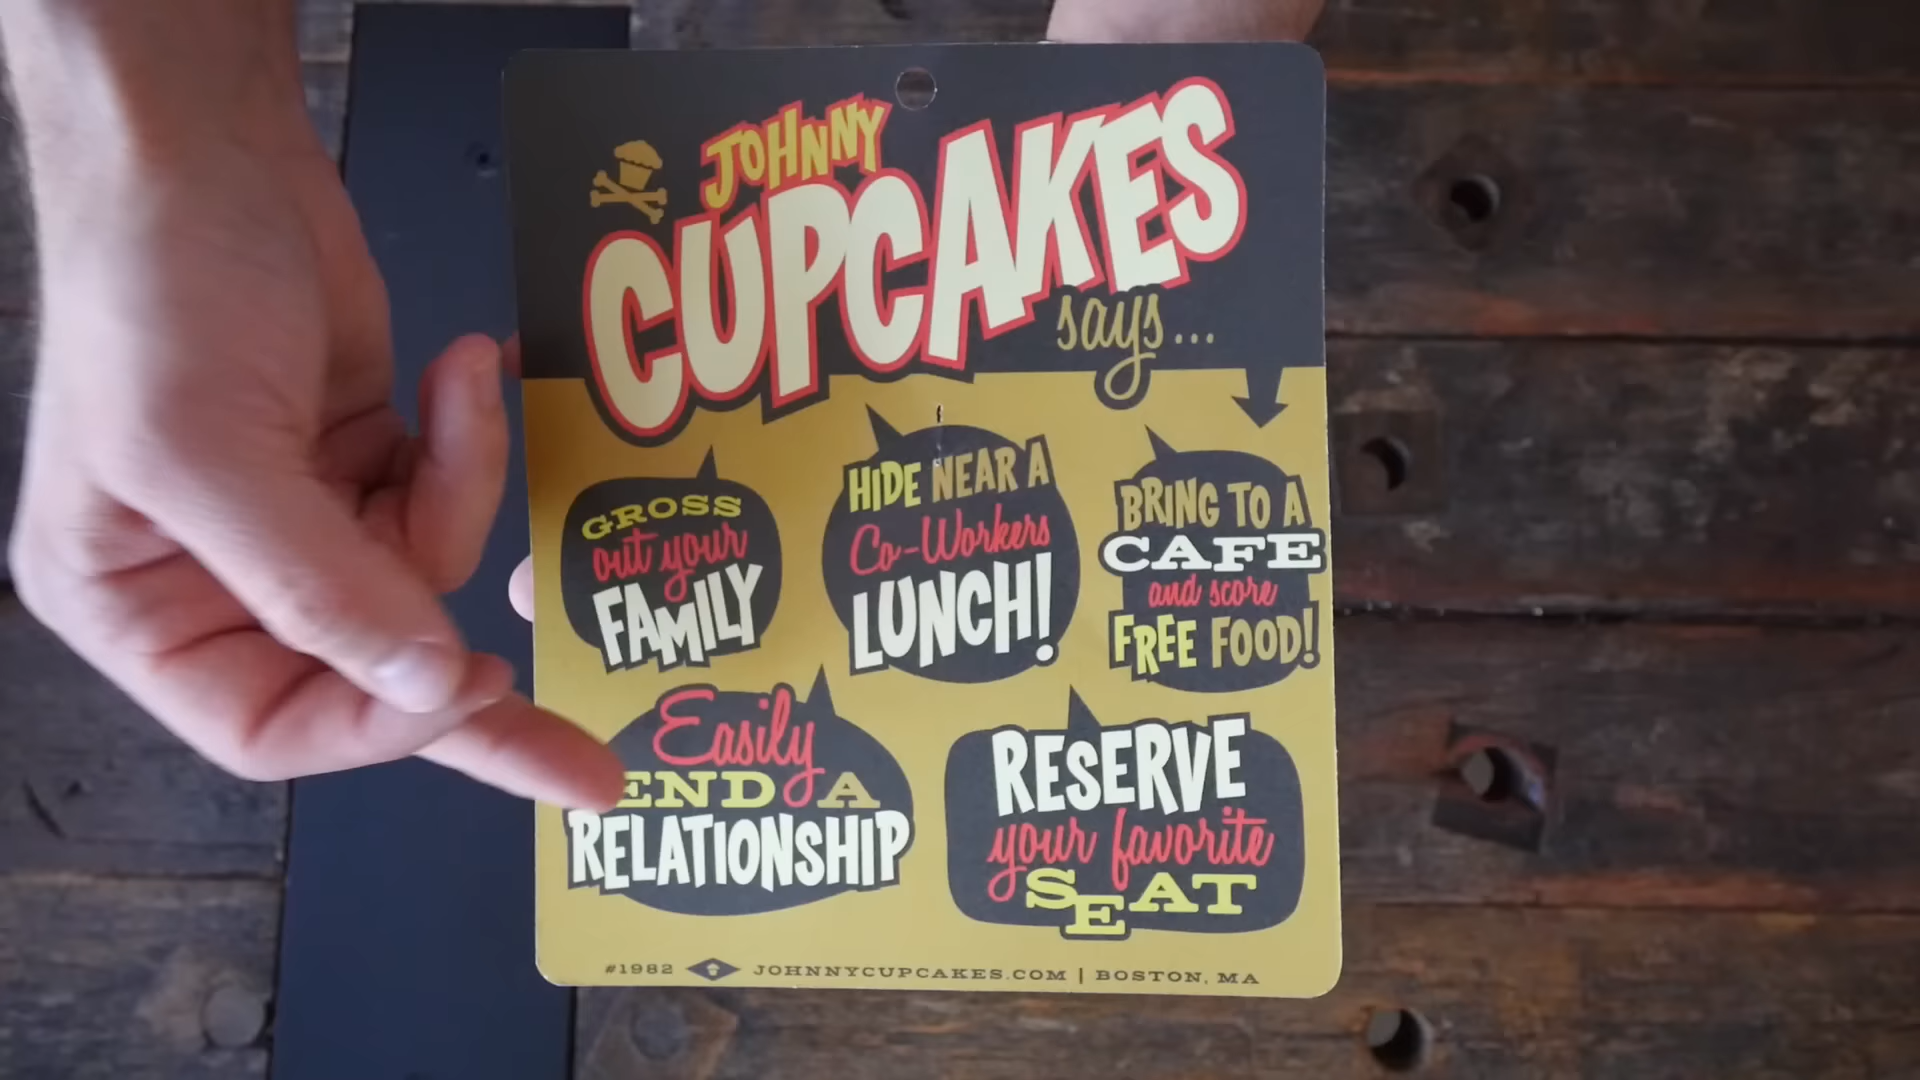 JOHNNY
CUPCAKES
says...
GROSS
out your
FAMILY
HIDE NEAR A
Co-Workers
LUNCH!
BRING TO A
CAFE
and score
FREE FOOD!
Easily
END A
RELATIONSHIP
RESERVE
your favorite
SEAT
#1982 JOHNNYCUPCAKES.COM | BOSTON, MA